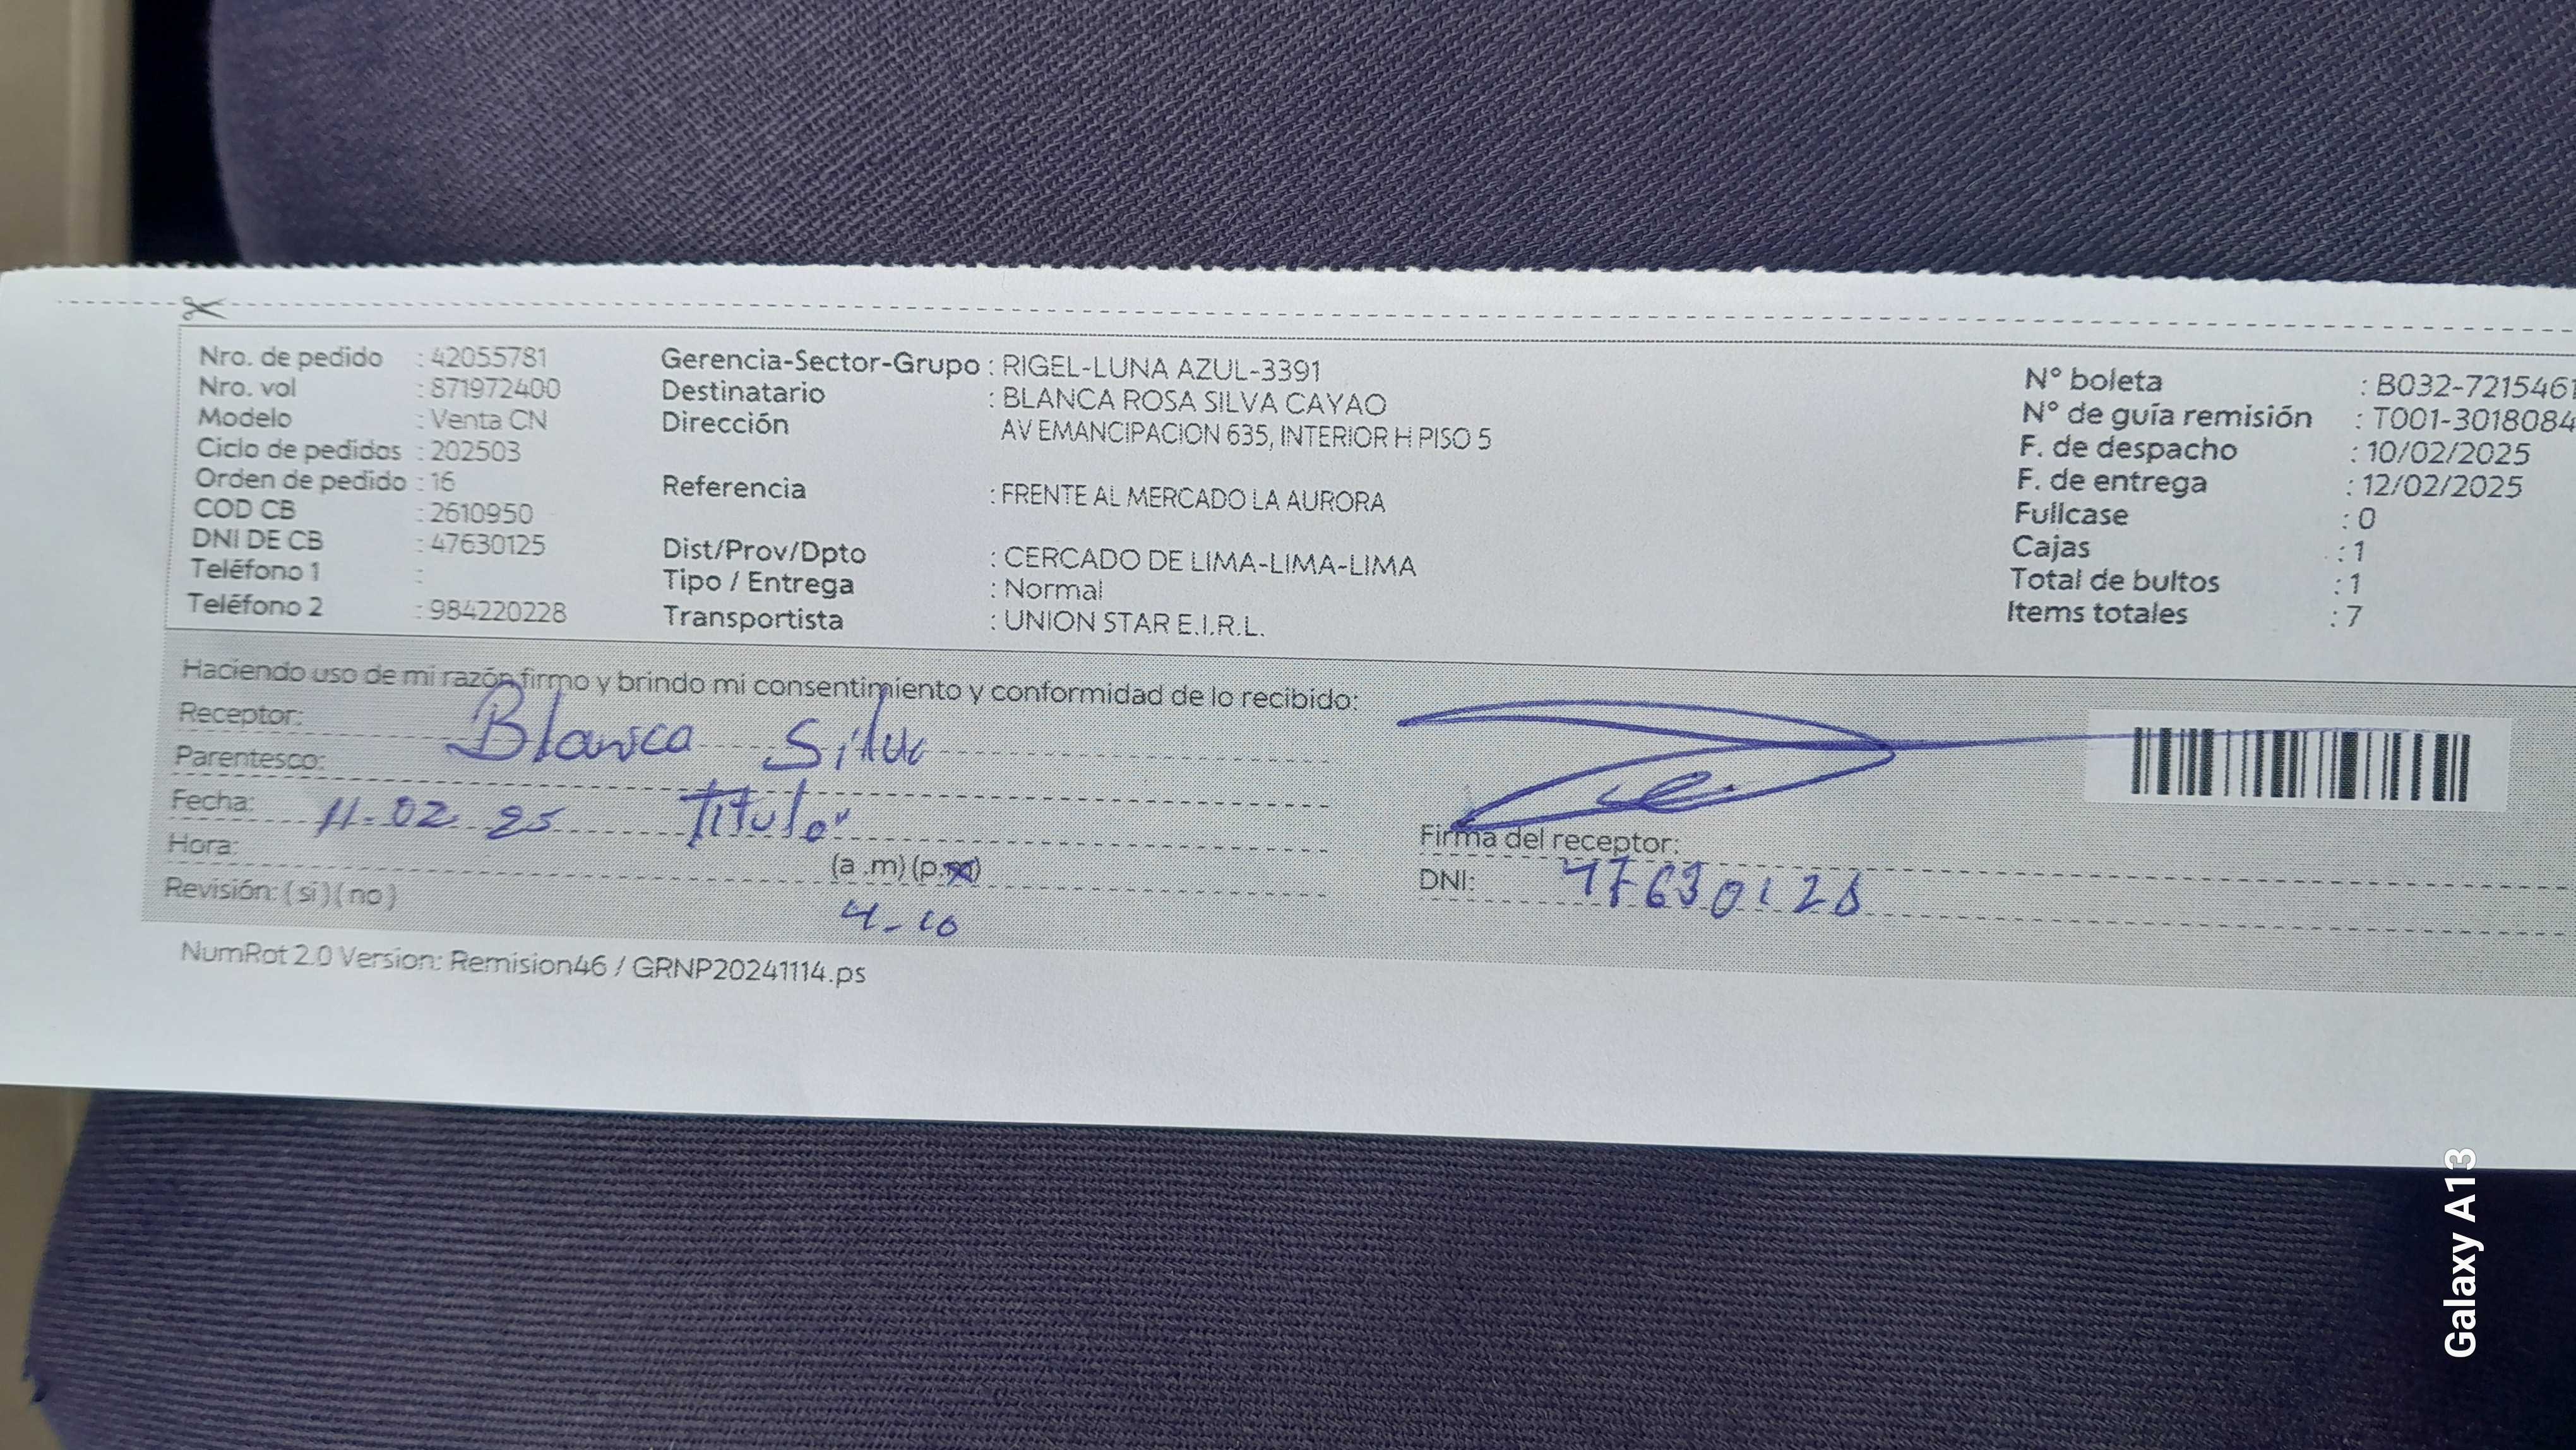 Nro. de pedido : 42055781
Nro. vol : 871972400
Modelo : Venta CN
Ciclo de pedidos : 202503
Orden de pedido : 16
COD CB : 2610950
DNI DE CB : 47630125
Teléfono 1 :
Teléfono 2 : 984220228
Gerencia-Sector-Grupo : RIGEL-LUNA AZUL-3391
Destinatario : BLANCA ROSA SILVA CAYAO
Dirección AV EMANCIPACION 635, INTERIOR H PISO 5
Referencia : FRENTE AL MERCADO LA AURORA
Dist/Prov/Dpto : CERCADO DE LIMA-LIMA-LIMA
Tipo / Entrega : Normal
Transportista : UNION STAR E.I.R.L.
N° boleta : B032-7215461
N° de guía remisión : T001-3018084
F. de despacho : 10/02/2025
F. de entrega : 12/02/2025
Fullcase : 0
Cajas : 1
Total de bultos : 1
Items totales : 7
Haciendo uso de mi razón firmo y brindo mi consentimiento y conformidad de lo recibido:
Receptor: Blanca Silva
Parentesco: Titular
Fecha: 11-02 25
Hora: (a .m) (p.m)
4-10
Revisión: ( si ) ( no )
Firma del receptor:
DNI: 47630125
NumRot 2.0 Version: Remision46 / GRNP20241114.ps
Galaxy A13